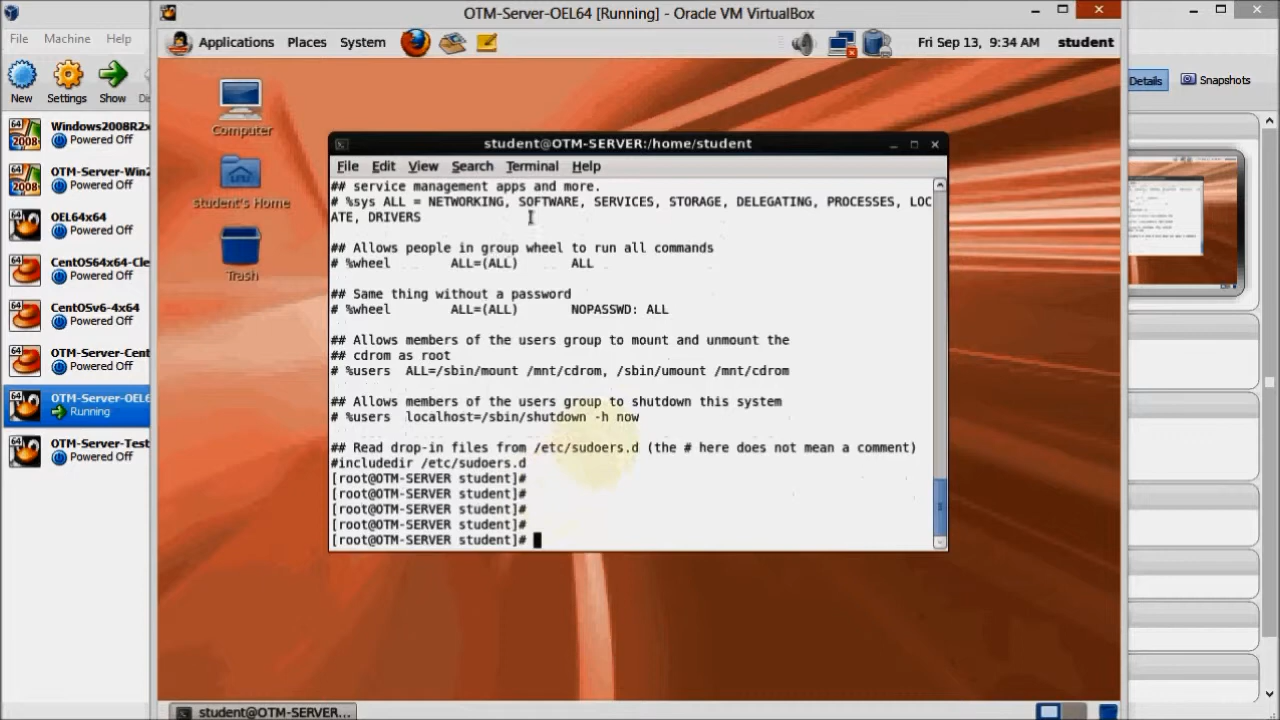 OTM-Server-OEL64 [Running] - Oracle VM VirtualBox
File Machine Help
Applications Places System
Fri Sep 13, 9:34 AM student
New Settings Show
Details Snapshots
Computer
student's Home
Trash
Windows2008R2x
Powered Off
OTM-Server-Win2
Powered Off
OEL64x64
Powered Off
CentOS64x64-Cle
Powered Off
CentOSv6-4x64
Powered Off
OTM-Server-Cent
Powered Off
OTM-Server-OEL6
Running
OTM-Server-Test
Powered Off
student@OTM-SERVER:/home/student
File Edit View Search Terminal Help
## service management apps and more.
# %sys ALL = NETWORKING, SOFTWARE, SERVICES, STORAGE, DELEGATING, PROCESSES, LOC
ATE, DRIVERS
## Allows people in group wheel to run all commands
# %wheel ALL=(ALL) ALL
## Same thing without a password
# %wheel ALL=(ALL) NOPASSWD: ALL
## Allows members of the users group to mount and unmount the
## cdrom as root
# %users ALL=/sbin/mount /mnt/cdrom, /sbin/umount /mnt/cdrom
## Allows members of the users group to shutdown this system
# %users localhost=/sbin/shutdown -h now
## Read drop-in files from /etc/sudoers.d (the # here does not mean a comment)
#includedir /etc/sudoers.d
[root@OTM-SERVER student]#
[root@OTM-SERVER student]#
[root@OTM-SERVER student]#
[root@OTM-SERVER student]#
[root@OTM-SERVER student]#
student@OTM-SERVER...